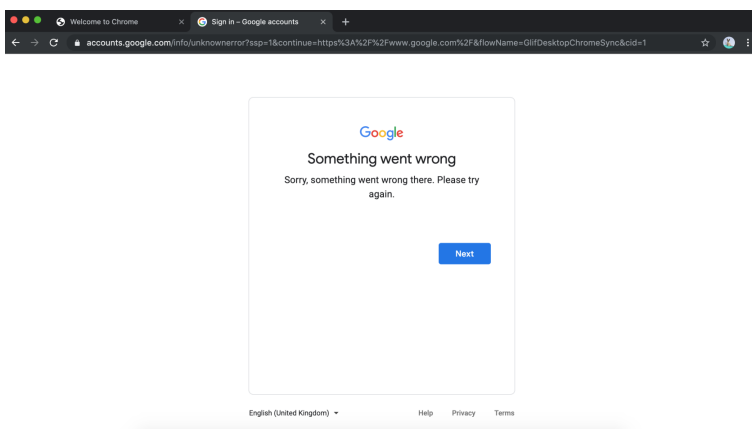 Welcome to Chrome
Sign in – Google accounts
accounts.google.com/info/unknownerror?ssp=1&continue=https%3A%2F%2Fwww.google.com%2F&flowName=GlifDesktopChromeSync&cid=1
Google
Something went wrong
Sorry, something went wrong there. Please try
again.
Next
English (United Kingdom)
Help Privacy Terms